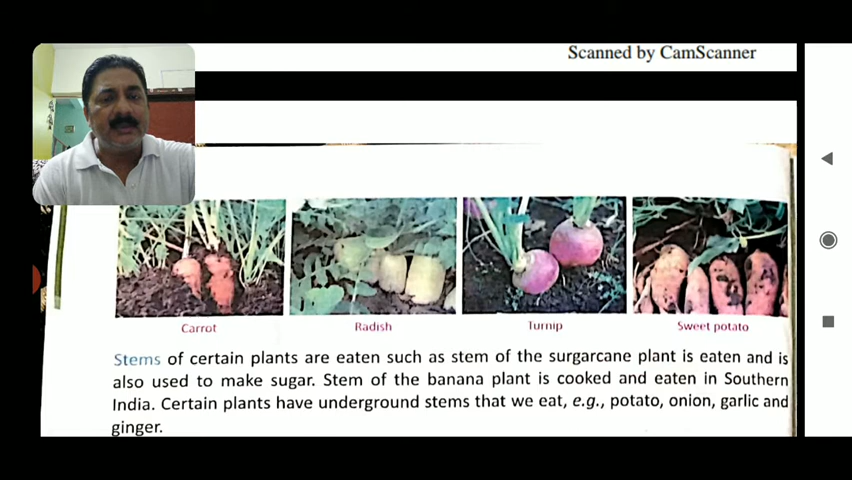 Scanned by CamScanner
Carrot
Radish
Turnip
Sweet potato
Stems of certain plants are eaten such as stem of the surgarcane plant is eaten and is
also used to make sugar. Stem of the banana plant is cooked and eaten in Southern
India. Certain plants have underground stems that we eat, e.g., potato, onion, garlic and
ginger.